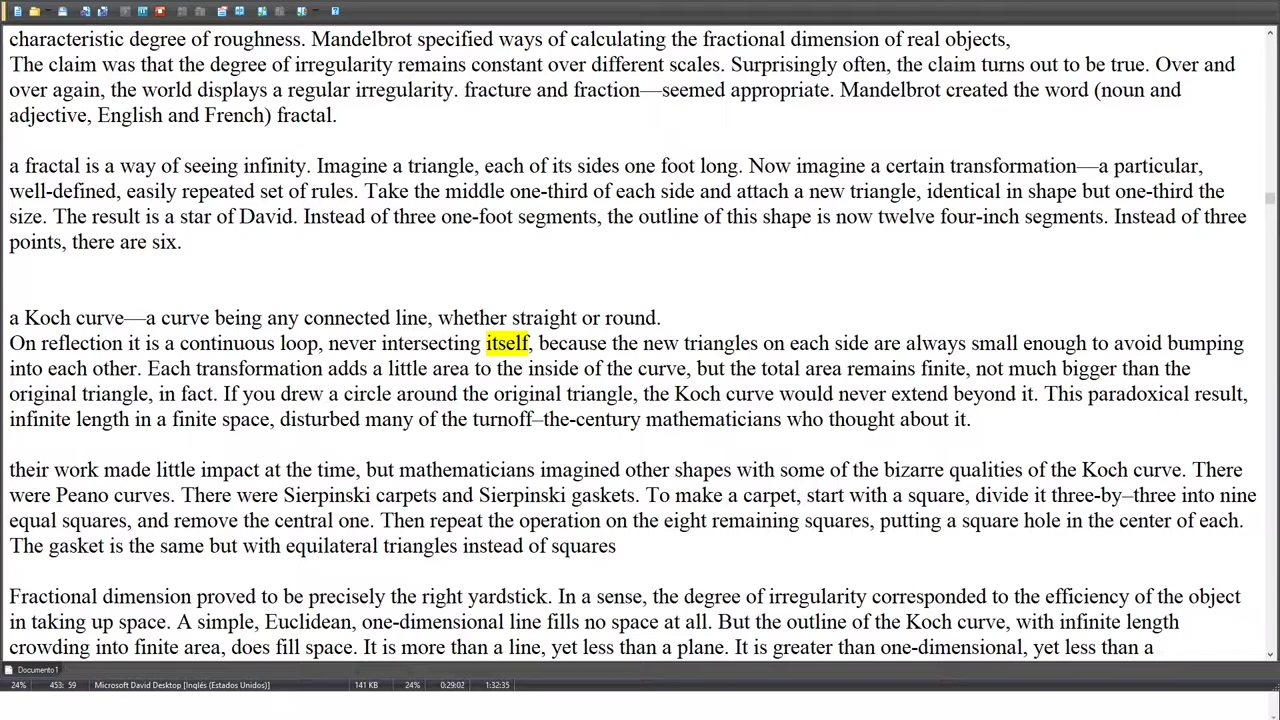 characteristic degree of roughness. Mandelbrot specified ways of calculating the fractional dimension of real objects,
The claim was that the degree of irregularity remains constant over different scales. Surprisingly often, the claim turns out to be true. Over and
over again, the world displays a regular irregularity. fracture and fraction—seemed appropriate. Mandelbrot created the word (noun and
adjective, English and French) fractal.
a fractal is a way of seeing infinity. Imagine a triangle, each of its sides one foot long. Now imagine a certain transformation—a particular,
well-defined, easily repeated set of rules. Take the middle one-third of each side and attach a new triangle, identical in shape but one-third the
size. The result is a star of David. Instead of three one-foot segments, the outline of this shape is now twelve four-inch segments. Instead of three
points, there are six.
a Koch curve—a curve being any connected line, whether straight or round.
On reflection it is a continuous loop, never intersecting itself, because the new triangles on each side are always small enough to avoid bumping
into each other. Each transformation adds a little area to the inside of the curve, but the total area remains finite, not much bigger than the
original triangle, in fact. If you drew a circle around the original triangle, the Koch curve would never extend beyond it. This paradoxical result,
infinite length in a finite space, disturbed many of the turnoff–the-century mathematicians who thought about it.
their work made little impact at the time, but mathematicians imagined other shapes with some of the bizarre qualities of the Koch curve. There
were Peano curves. There were Sierpinski carpets and Sierpinski gaskets. To make a carpet, start with a square, divide it three-by–three into nine
equal squares, and remove the central one. Then repeat the operation on the eight remaining squares, putting a square hole in the center of each.
The gasket is the same but with equilateral triangles instead of squares
Fractional dimension proved to be precisely the right yardstick. In a sense, the degree of irregularity corresponded to the efficiency of the object
in taking up space. A simple, Euclidean, one-dimensional line fills no space at all. But the outline of the Koch curve, with infinite length
crowding into finite area, does fill space. It is more than a line, yet less than a plane. It is greater than one-dimensional, yet less than a
Documento1
24% 453: 59 Microsoft David Desktop [Inglés (Estados Unidos)] 141 KB 24% 0:29:02 1:32:35